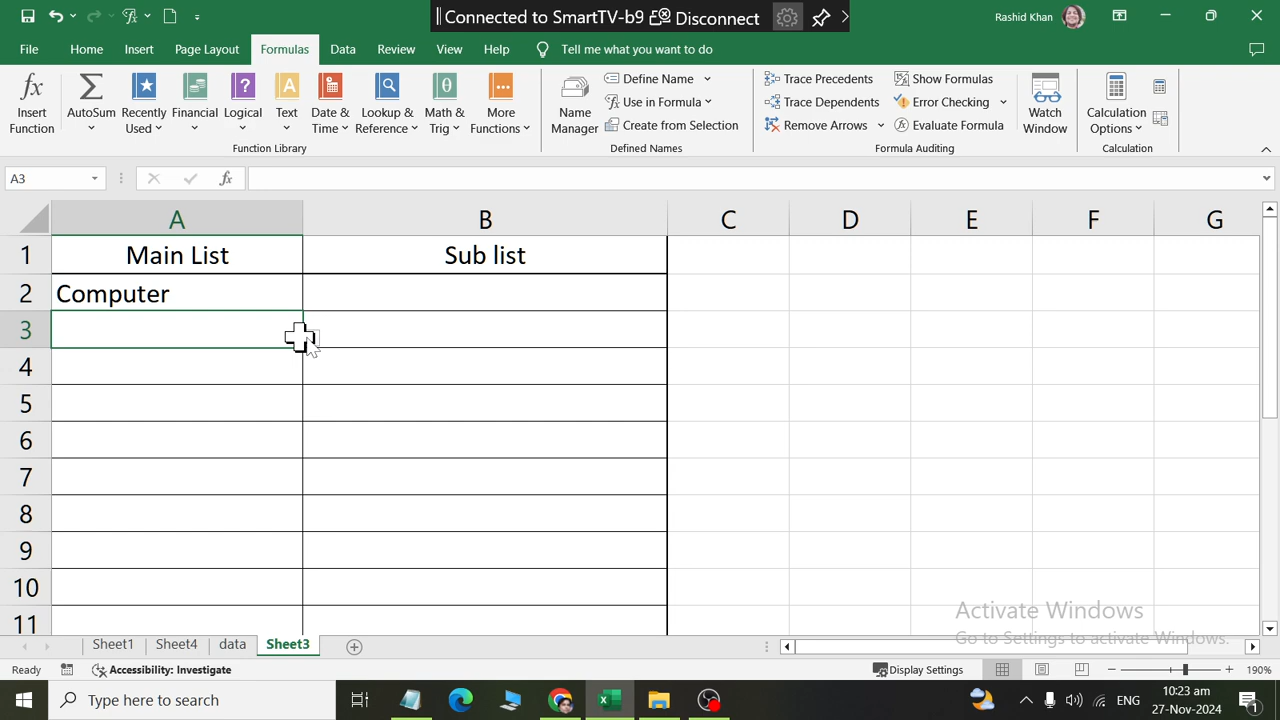 Connected to SmartTV-b9 Disconnect
Rashid Khan
File Home Insert Page Layout Formulas Data Review View Help Tell me what you want to do
fx Insert Function
Σ AutoSum
Recently Used
Financial
Logical
Text
Date & Time
Lookup & Reference
Math & Trig
More Functions
Function Library
Name Manager
Define Name
Use in Formula
Create from Selection
Defined Names
Trace Precedents
Trace Dependents
Remove Arrows
Show Formulas
Error Checking
Evaluate Formula
Formula Auditing
Watch Window
Calculation Options
Calculation
A3 fx
A B C D E F G
1 Main List Sub list
2 Computer
3
4
5
6
7
8
9
10
11
Activate Windows
Go to Settings to activate Windows.
Sheet1 Sheet4 data Sheet3
Ready Accessibility: Investigate Display Settings 190%
Type here to search
ENG
10:23 am
27-Nov-2024
1